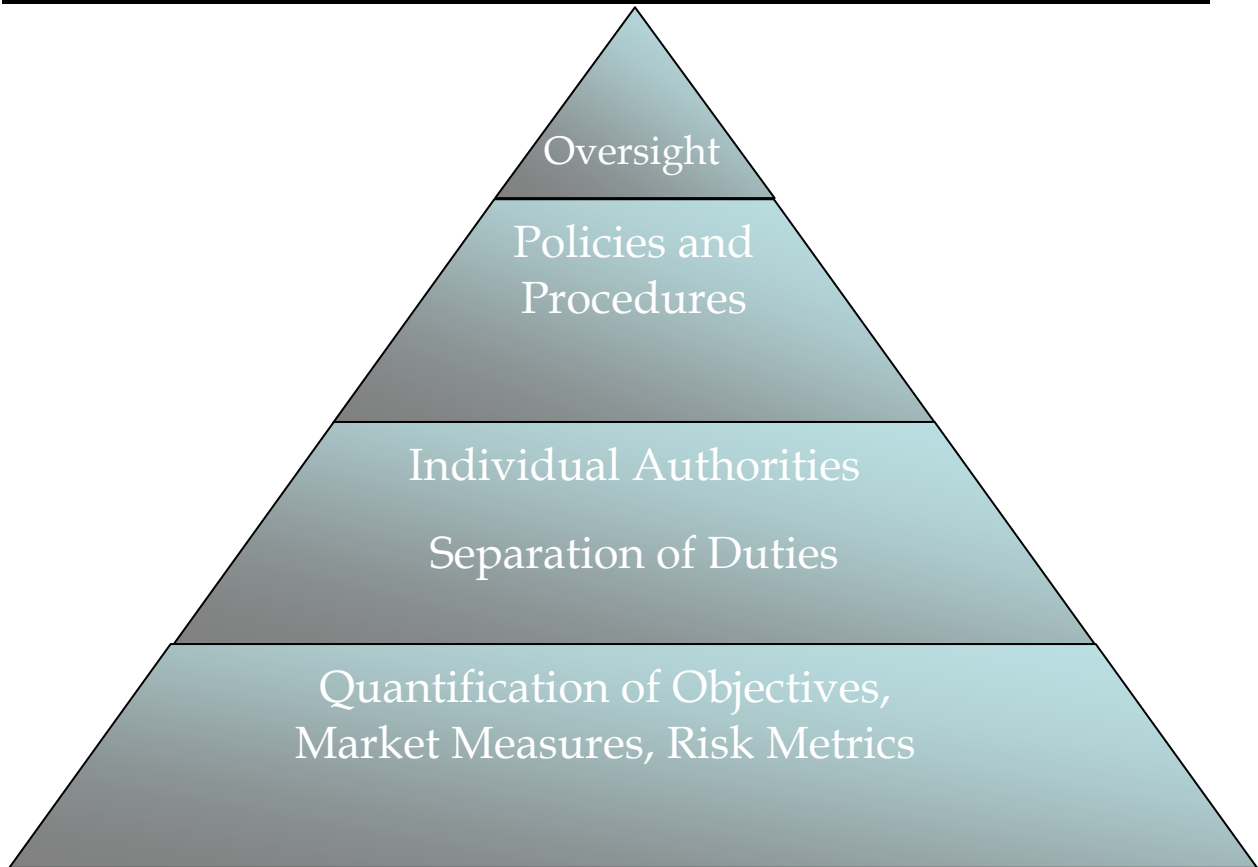 Oversight
Policies and
Procedures
Individual Authorities
Separation of Duties
Quantification of Objectives,
Market Measures, Risk Metrics